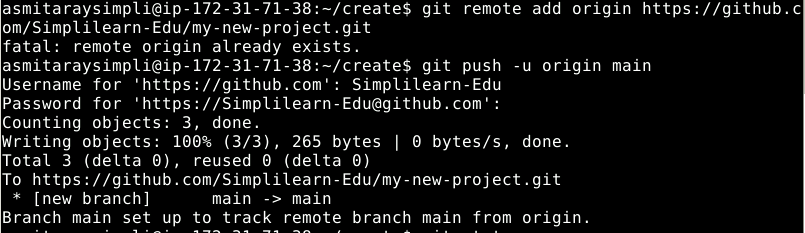 asmitaraysimpli@ip-172-31-71-38:~/create$ git remote add origin https://github.c
om/Simplilearn-Edu/my-new-project.git
fatal: remote origin already exists.
asmitaraysimpli@ip-172-31-71-38:~/create$ git push -u origin main
Username for 'https://github.com': Simplilearn-Edu
Password for 'https://Simplilearn-Edu@github.com':
Counting objects: 3, done.
Writing objects: 100% (3/3), 265 bytes | 0 bytes/s, done.
Total 3 (delta 0), reused 0 (delta 0)
To https://github.com/Simplilearn-Edu/my-new-project.git
 * [new branch]      main -> main
Branch main set up to track remote branch main from origin.